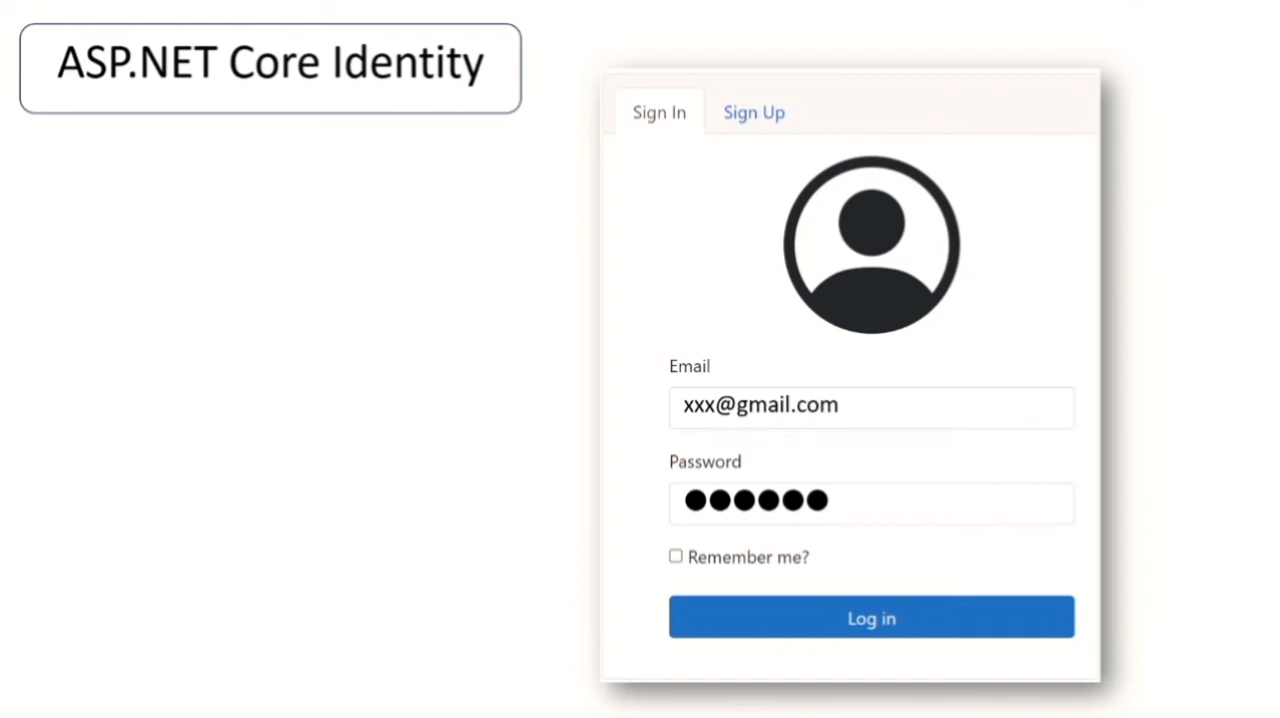 ASP.NET Core Identity
Sign In Sign Up
Email
xxx@gmail.com
Password
Remember me?
Log in